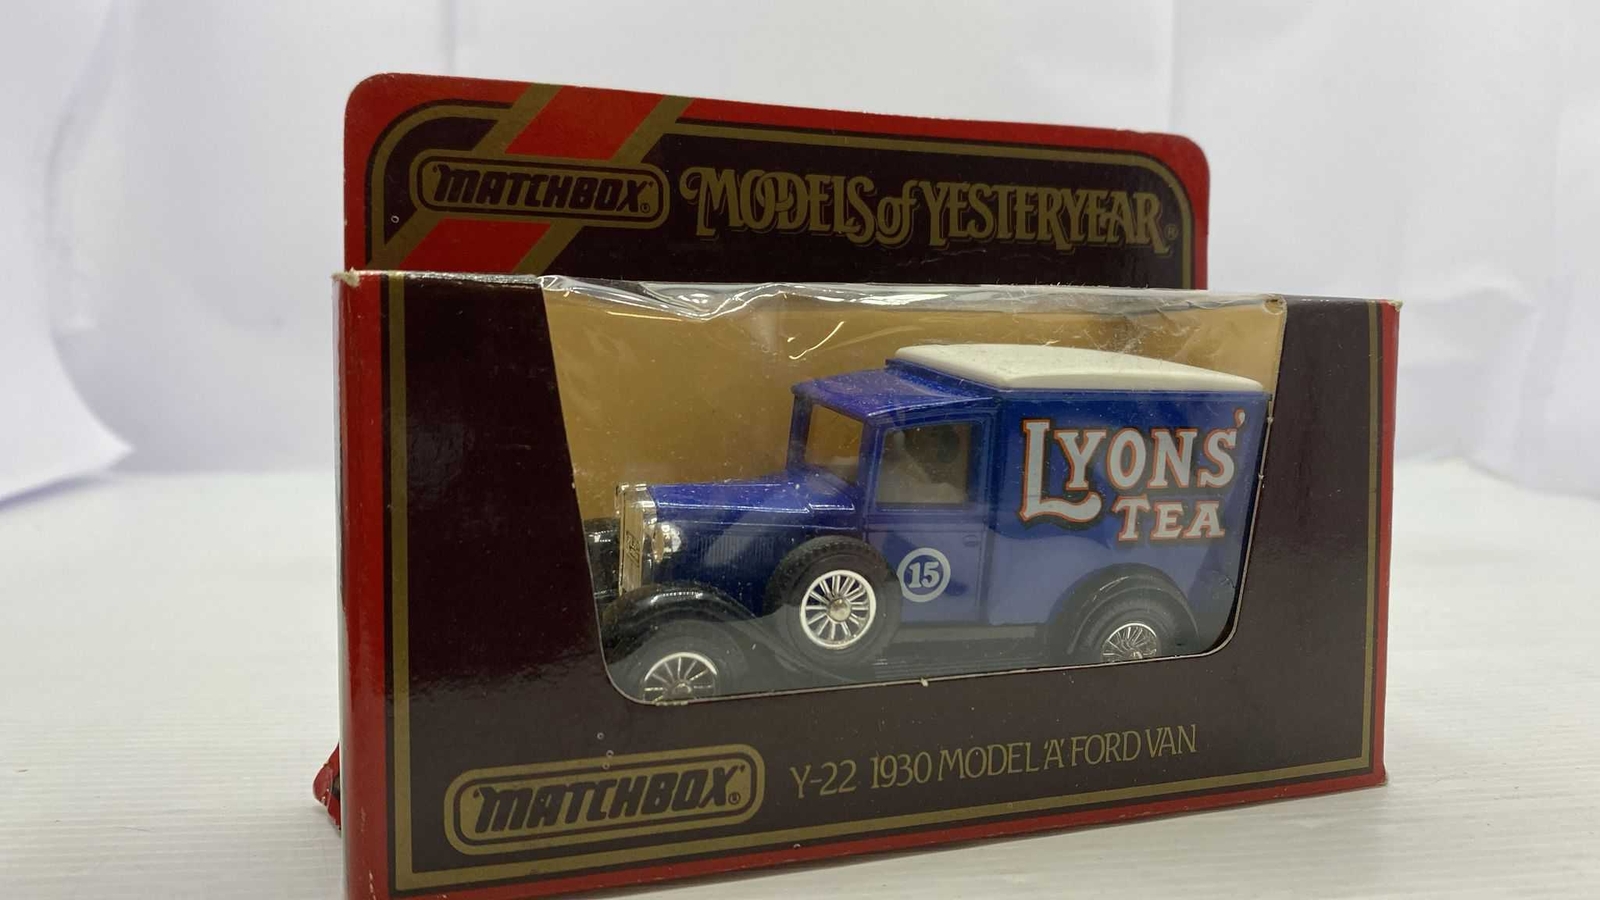 MATCHBOX®
MODELS of YESTERYEAR®
LYONS'
TEA
15
MATCHBOX®
Y-22 1930 MODEL 'A' FORD VAN